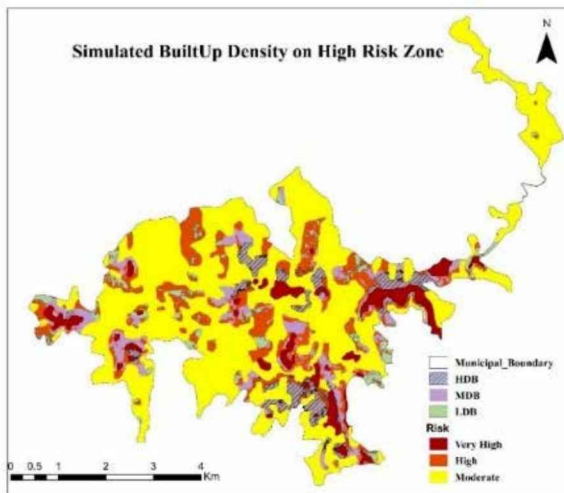 N
Simulated BuiltUp Density on High Risk Zone
Municipal_Boundary
HDB
MDB
LDB
Risk
Very High
High
Moderate
0 0.5 1 2 3 4
Km